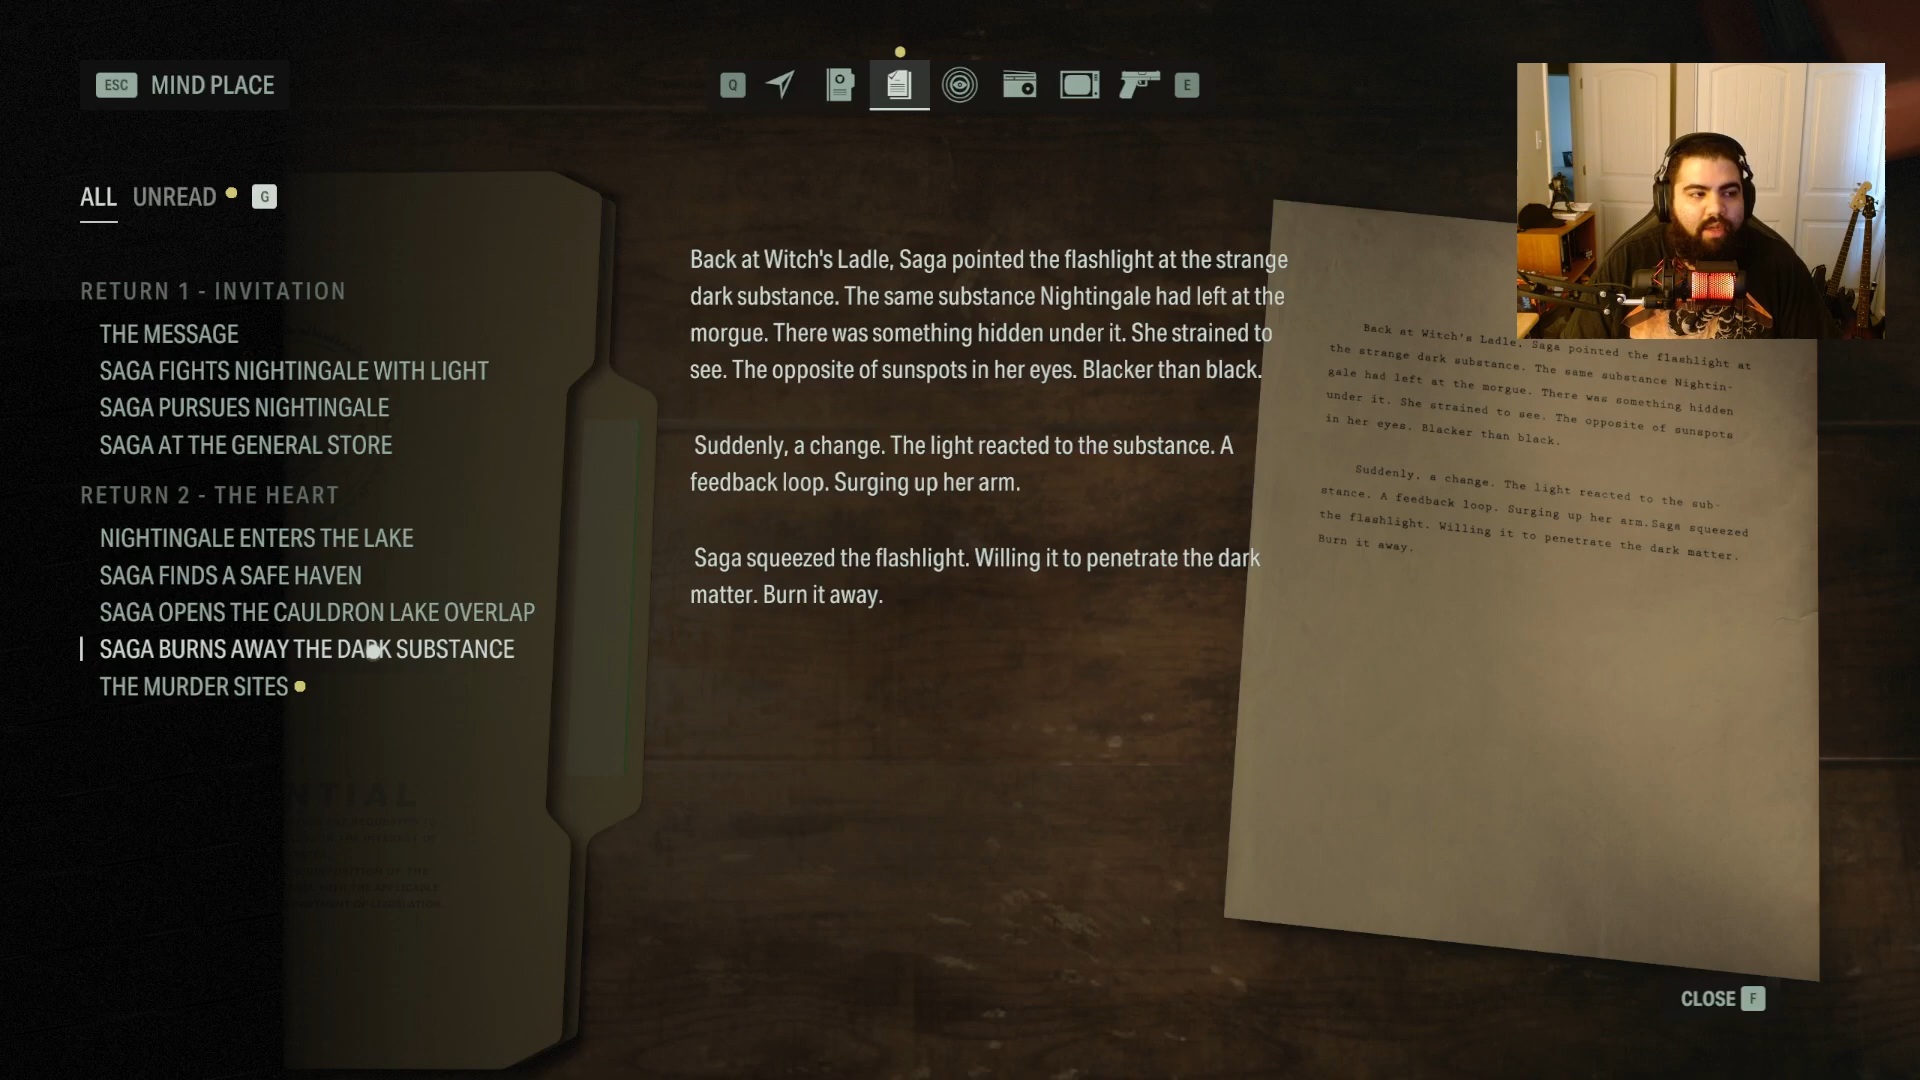 ESC MIND PLACE
Q
E
ALL UNREAD G
RETURN 1 - INVITATION
THE MESSAGE
SAGA FIGHTS NIGHTINGALE WITH LIGHT
SAGA PURSUES NIGHTINGALE
SAGA AT THE GENERAL STORE
RETURN 2 - THE HEART
NIGHTINGALE ENTERS THE LAKE
SAGA FINDS A SAFE HAVEN
SAGA OPENS THE CAULDRON LAKE OVERLAP
SAGA BURNS AWAY THE DARK SUBSTANCE
THE MURDER SITES
Back at Witch's Ladle, Saga pointed the flashlight at the strange
dark substance. The same substance Nightingale had left at the
morgue. There was something hidden under it. She strained to
see. The opposite of sunspots in her eyes. Blacker than black.
Suddenly, a change. The light reacted to the substance. A
feedback loop. Surging up her arm.
Saga squeezed the flashlight. Willing it to penetrate the dark
matter. Burn it away.
Back at Witch's Ladle, Saga pointed the flashlight at
the strange dark substance. The same substance Nightin-
gale had left at the morgue. There was something hidden
under it. She strained to see. The opposite of sunspots
in her eyes. Blacker than black.
Suddenly, a change. The light reacted to the sub-
stance. A feedback loop. Surging up her arm.Saga squeezed
the flashlight. Willing it to penetrate the dark matter.
Burn it away.
NTIAL
CLOSE F